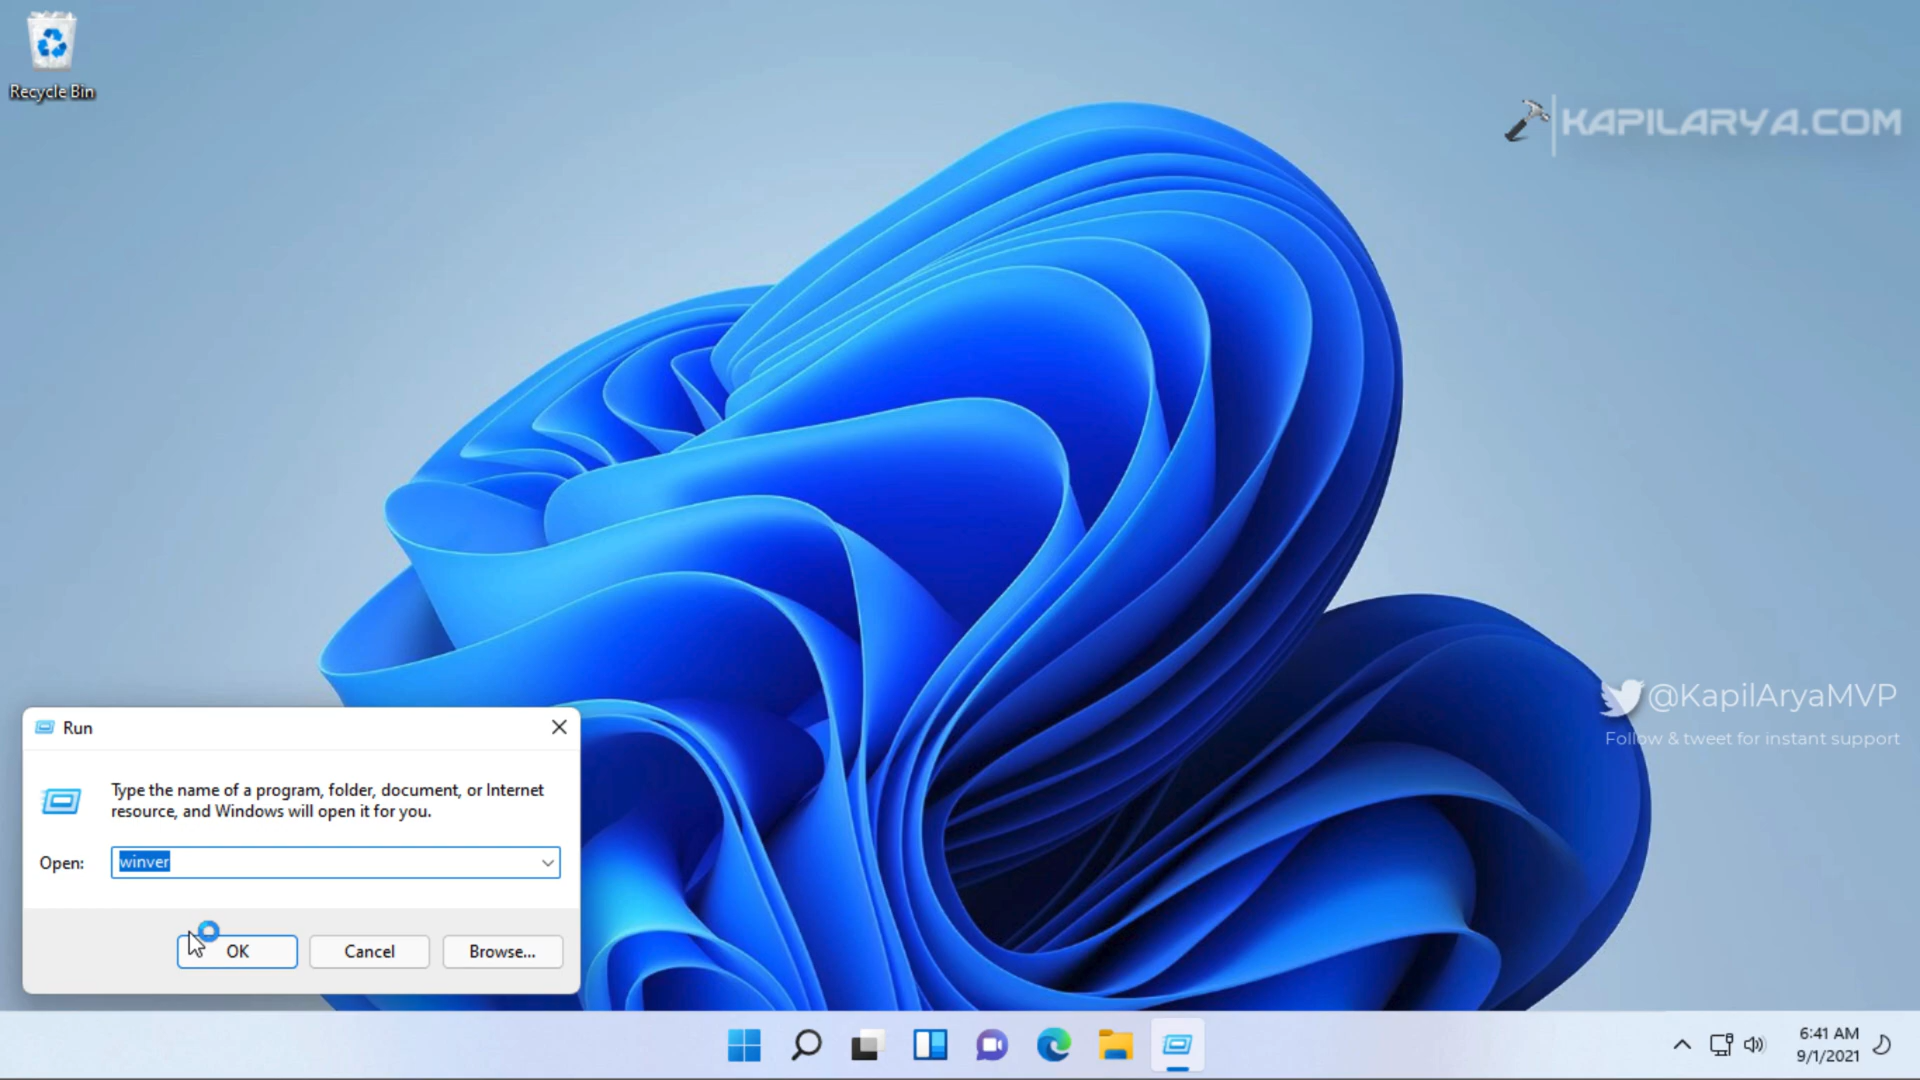 Recycle Bin
KAPILARYA.COM
@KapilAryaMVP
Follow & tweet for instant support
Run
Type the name of a program, folder, document, or Internet
resource, and Windows will open it for you.
Open: winver
OK Cancel Browse...
6:41 AM
9/1/2021